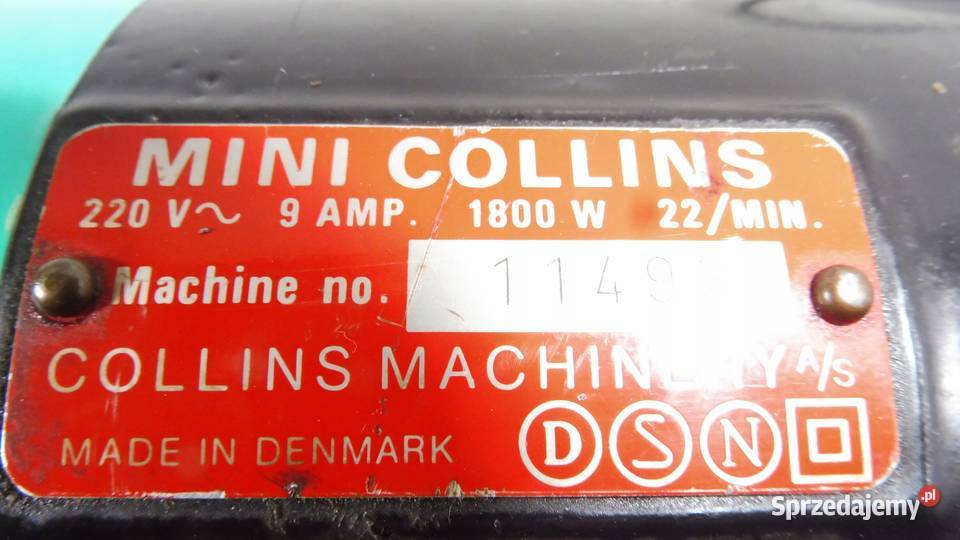 MINI COLLINS
220 V~ 9 AMP. 1800 W 22/MIN.
Machine no.
COLLINS MACHINERY A/S
MADE IN DENMARK D S N
Sprzedajemy.pl